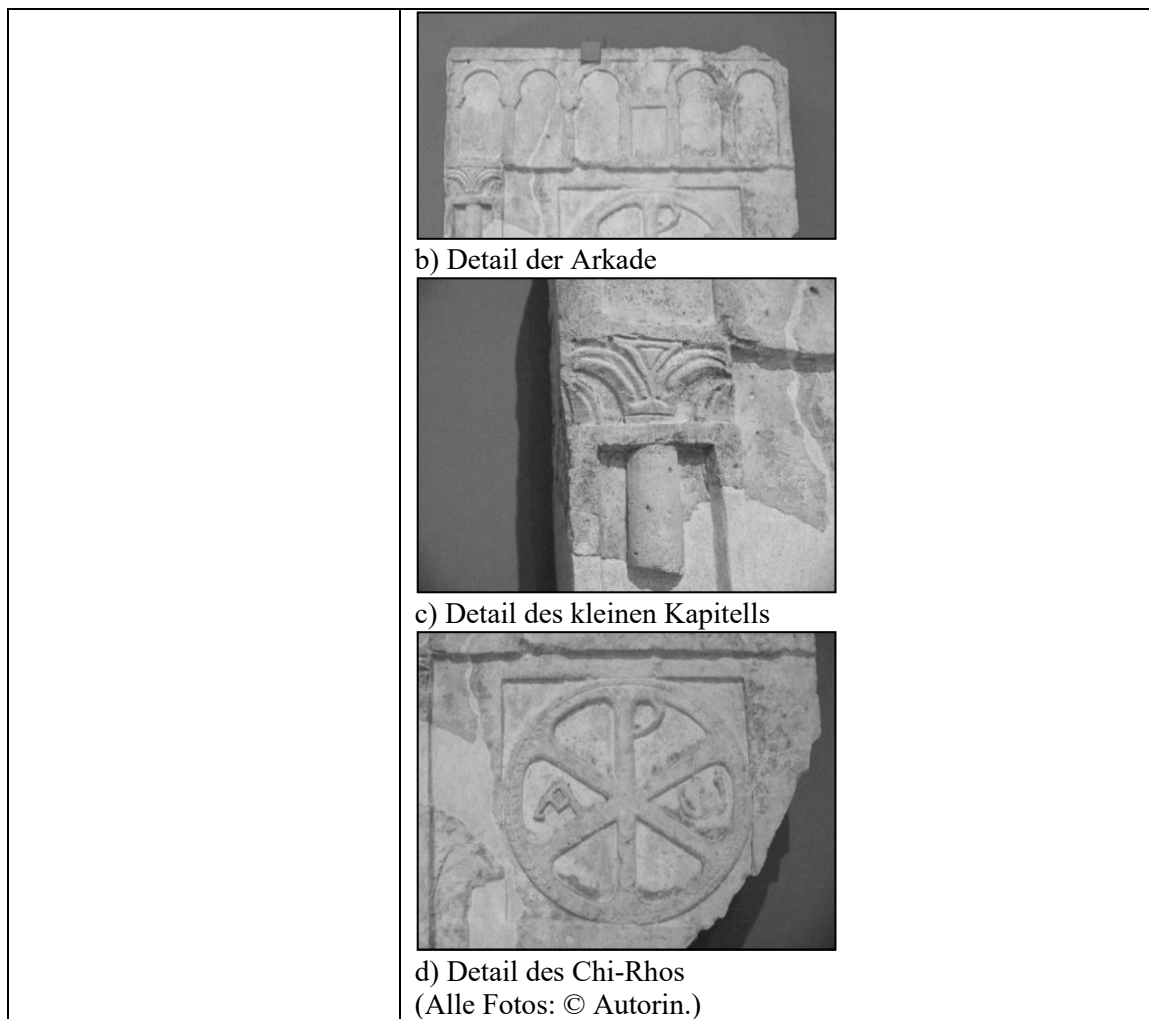 b) Detail der Arkade
c) Detail des kleinen Kapitells
d) Detail des Chi-Rhos
(Alle Fotos: © Autorin.)